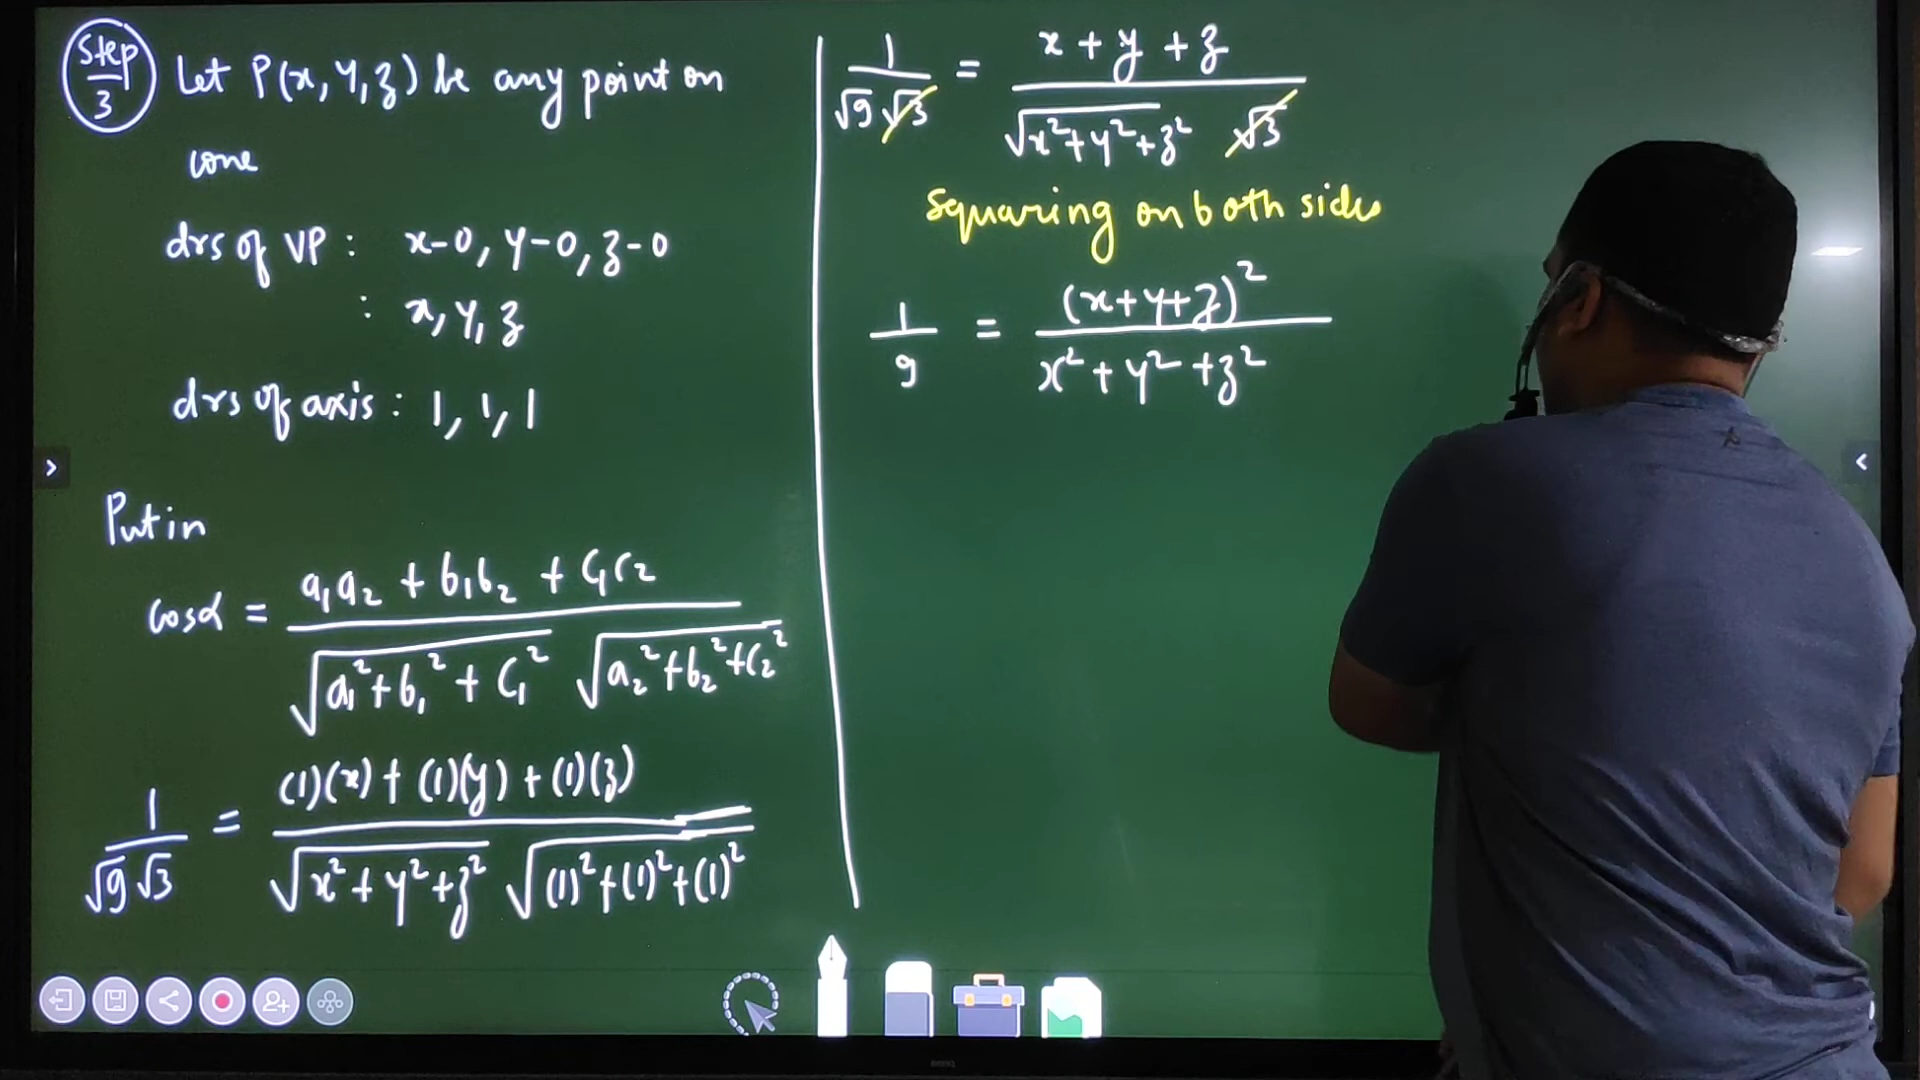 Step 3
Let P(x, y, z) be any point on
cone
drs of VP : x-0, y-0, z-0
: x, y, z
drs of axis : 1, 1, 1
Put in
cosα = (a₁a₂ + b₁b₂ + c₁c₂) / (√(a₁²+b₁²+c₁²) √(a₂²+b₂²+c₂²))
1/(√9 √3) = ((1)(x) + (1)(y) + (1)(z)) / (√(x²+y²+z²) √((1)²+(1)²+(1)²))
1/(√9 √3) = (x + y + z) / (√(x²+y²+z²) √3)
Squaring on both sides
1/9 = (x+y+z)² / (x² + y² + z²)